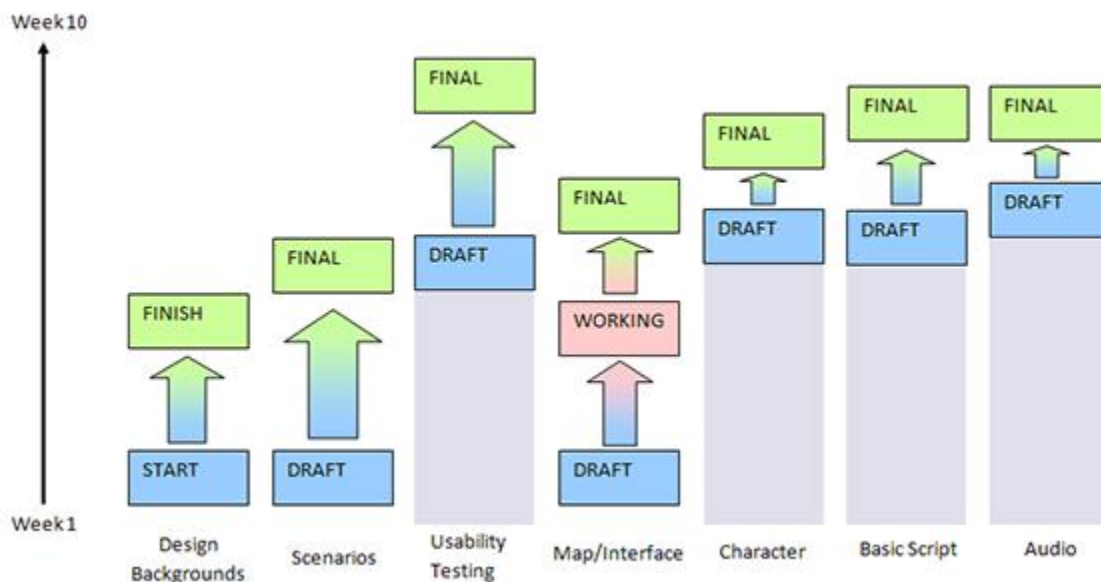 Week10
FINAL
FINAL
FINAL
FINAL
FINAL
FINAL
DRAFT
DRAFT
DRAFT
DRAFT
FINAL
FINISH
WORKING
START
DRAFT
DRAFT
Week1
Design
Backgrounds
Scenarios
Usability
Testing
Map/Interface
Character
Basic Script
Audio